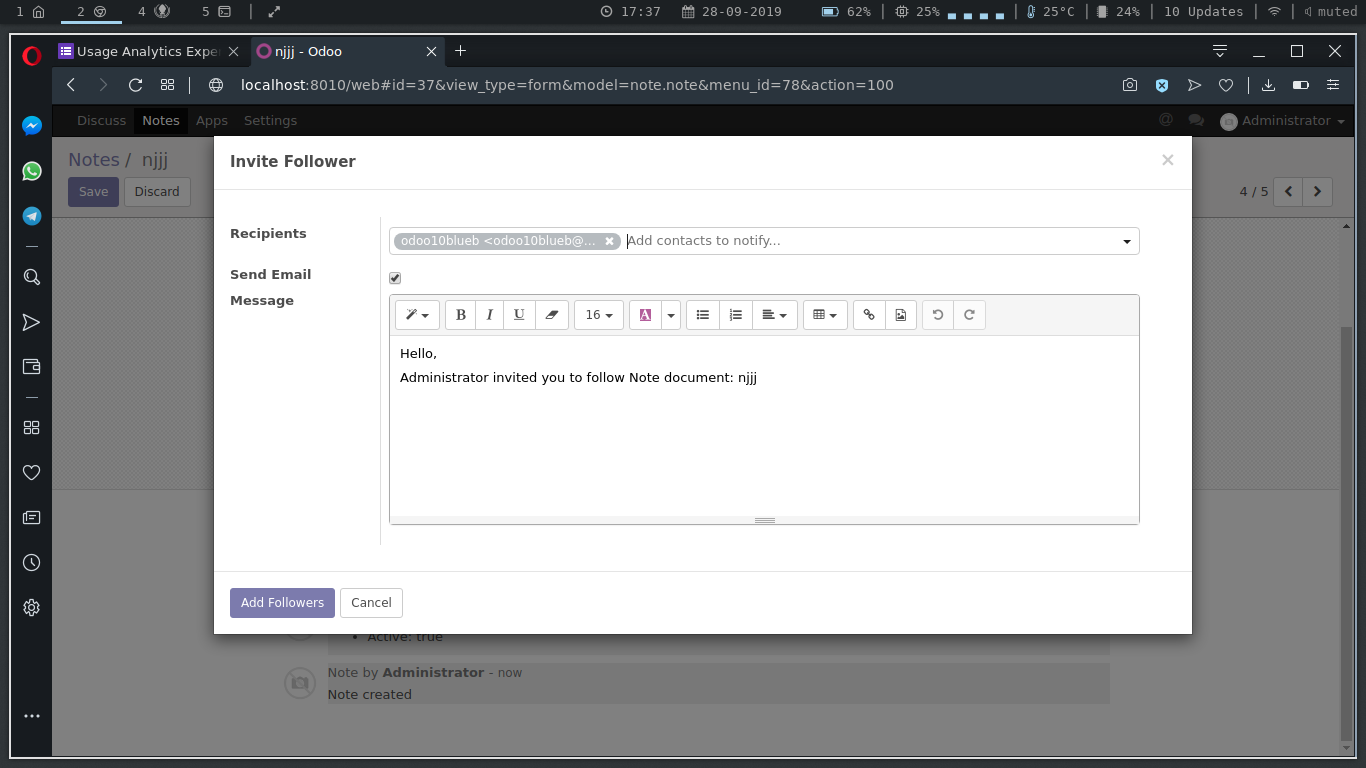 1 2 4 5 17:37 28-09-2019 62% 25% 25°C 24% 10 Updates muted
Usage Analytics Expe njjj - Odoo
localhost:8010/web#id=37&view_type=form&model=note.note&menu_id=78&action=100
Discuss Notes Apps Settings @ Administrator
Invite Follower ×
Notes / njjj
Save Discard 4 / 5
Recipients odoo10blueb <odoo10blueb@... Add contacts to notify...
Send Email
Message
B I U 16 A
Hello,
Administrator invited you to follow Note document: njjj
Add Followers Cancel
• Active: true
Note by Administrator - now
Note created